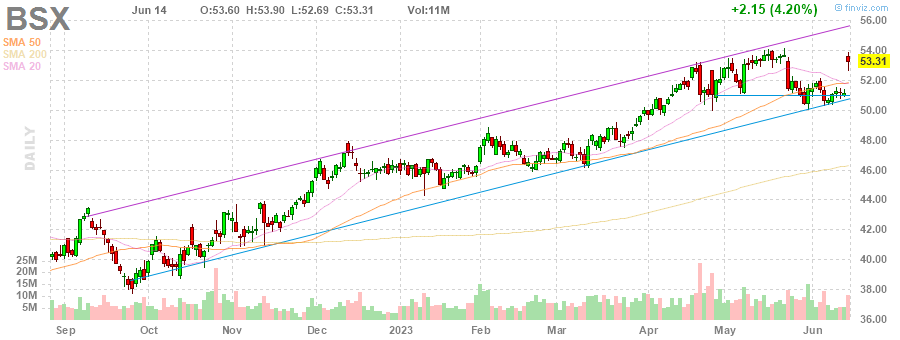 BSX Jun 14 O:53.60 H:53.90 L:52.69 C:53.31 Vol:11M +2.15 (4.20%) © finviz.com
SMA 50
SMA 200
SMA 20
DAILY
56.00
54.00
53.31
52.00
50.00
48.00
46.00
44.00
42.00
40.00
38.00
36.00
25M
20M
15M
10M
5M
Sep Oct Nov Dec 2023 Feb Mar Apr May Jun